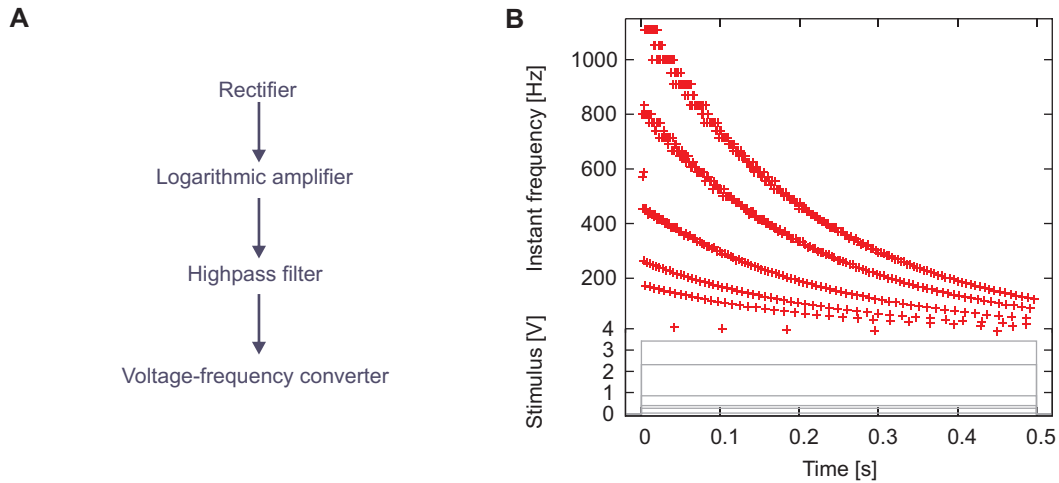 A
Rectifier
Logarithmic amplifier
Highpass filter
Voltage-frequency converter
B
Instant frequency [Hz]
1000
800
600
400
200
Stimulus [V]
4
3
2
1
0
0 0.1 0.2 0.3 0.4 0.5
Time [s]